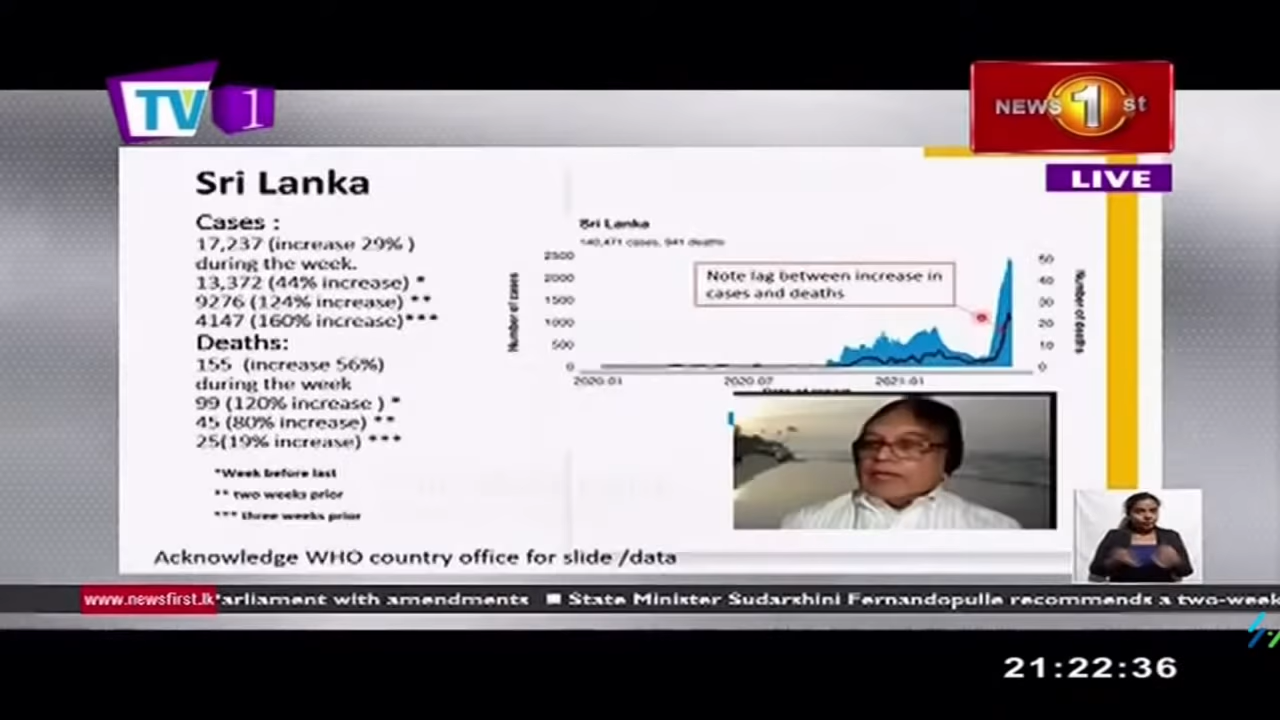 TV 1
NEWS 1st
LIVE
Sri Lanka
Cases :
17,237 (increase 29% )
during the week.
13,372 (44% increase) *
9276 (124% increase) **
4147 (160% increase)***
Deaths:
155 (increase 56%)
during the week
99 (120% increase ) *
45 (80% increase) **
25(19% increase) ***
*Week before last
** two weeks prior
*** three weeks prior
Acknowledge WHO country office for slide /data
Sri Lanka
140,471 cases, 941 deaths
Note lag between increase in
cases and deaths
Number of cases
2500
2000
1500
1000
500
0
50
40
30
20
10
0
Number of deaths
2020-01 2020-07 2021-01
www.newsfirst.lk arliament with amendments ■ State Minister Sudarshini Fernandopulle recommends a two-week
21:22:36